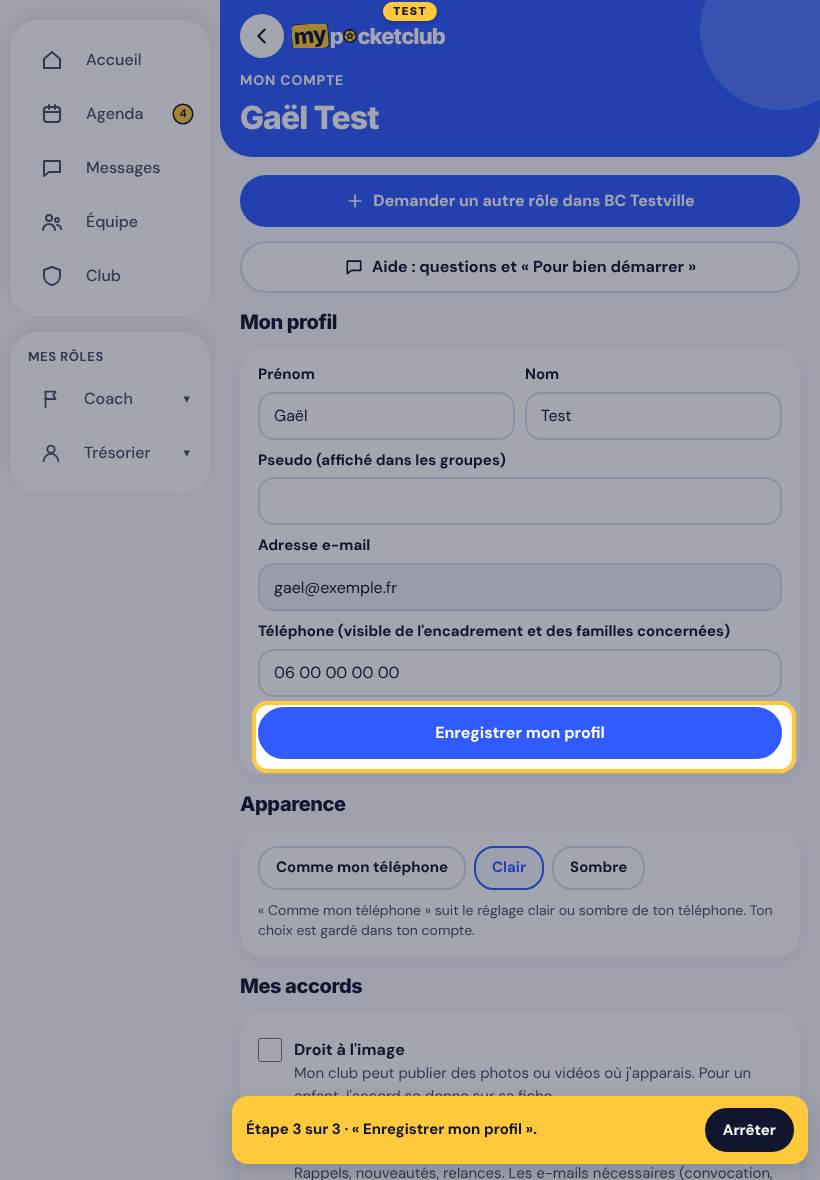 TEST
mypocketclub
MON COMPTE
Gaël Test
Accueil
Agenda 4
Messages
Équipe
Club
MES RÔLES
Coach ▾
Trésorier ▾
+ Demander un autre rôle dans BC Testville
Aide : questions et « Pour bien démarrer »
Mon profil
Prénom Nom
Gaël Test
Pseudo (affiché dans les groupes)
Adresse e-mail
gael@exemple.fr
Téléphone (visible de l'encadrement et des familles concernées)
06 00 00 00 00
Enregistrer mon profil
Apparence
Comme mon téléphone Clair Sombre
« Comme mon téléphone » suit le réglage clair ou sombre de ton téléphone. Ton
choix est gardé dans ton compte.
Mes accords
Droit à l'image
Mon club peut publier des photos ou vidéos où j'apparais. Pour un
enfant, l'accord se donne sur sa fiche.
Étape 3 sur 3 · « Enregistrer mon profil ». Arrêter
Rappels, nouveautés, relances. Les e-mails nécessaires (convocation,